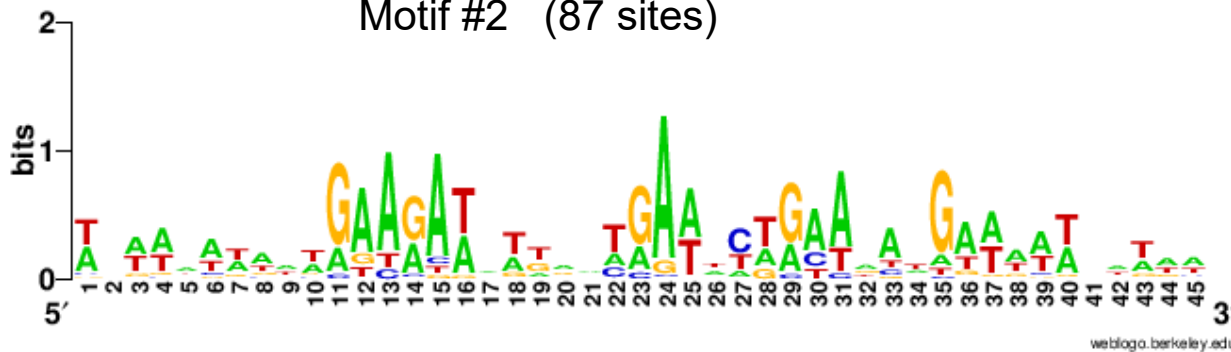 Motif #2 (87 sites)
2
bits
1
0
T A A A T A T A T A A T A A T A T A G A A G T A T C G A A C A C T A T A T A T G A T A C T G A A G A G A T T A C T A T A G G A A G C A C T A T C A T G A C A T C A T G A T A T A T A T A T A T A
1 2 3 4 5 6 7 8 9 10 11 12 13 14 15 16 17 18 19 20 21 22 23 24 25 26 27 28 29 30 31 32 33 34 35 36 37 38 39 40 41 42 43 44 45
5′ 3
weblogo.berkeley.edu